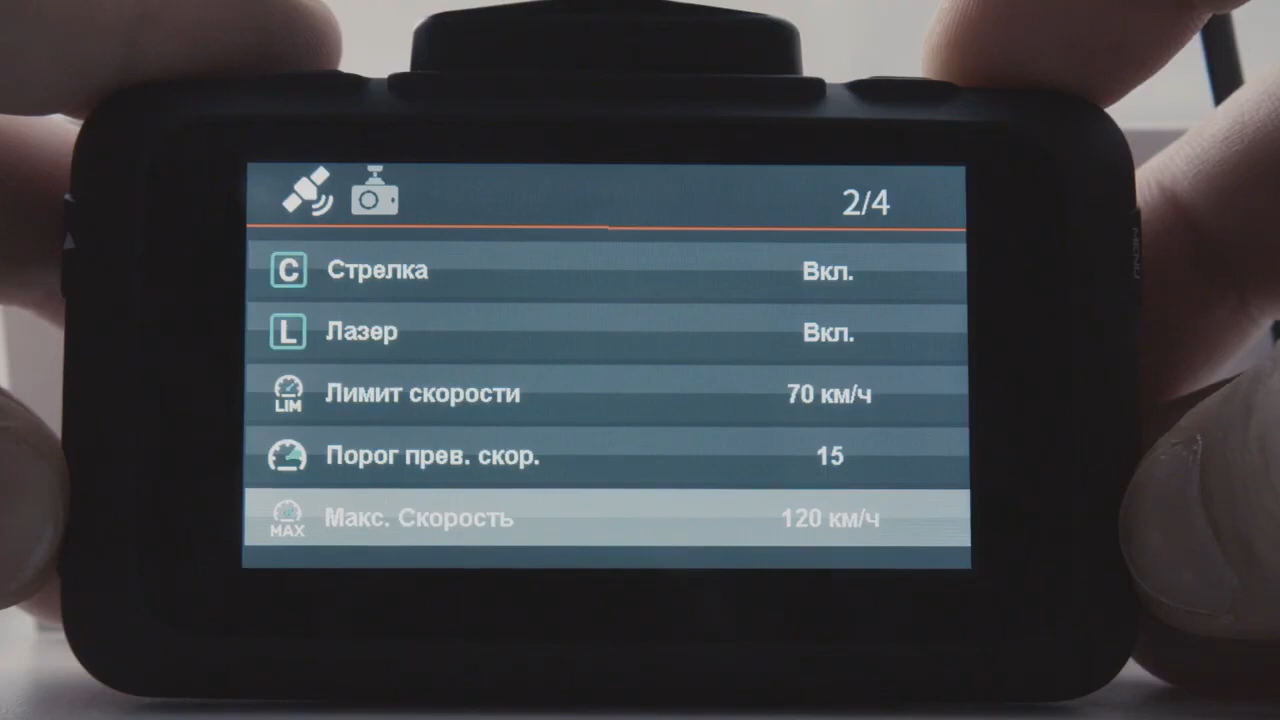 2/4
C Стрелка Вкл.
L Лазер Вкл.
LIM Лимит скорости 70 км/ч
Порог прев. скор. 15
MAX Макс. Скорость 120 км/ч
MENU